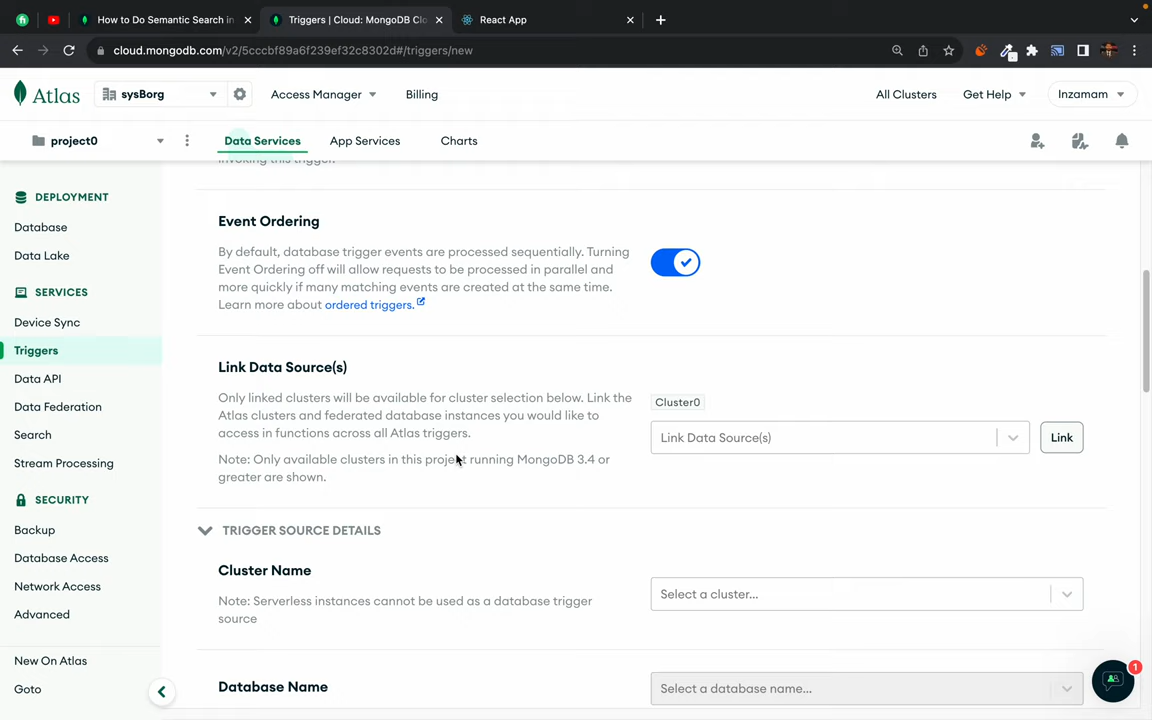 How to Do Semantic Search in
Triggers | Cloud: MongoDB Clo
React App
cloud.mongodb.com/v2/5cccbf89a6f239ef32c8302d#/triggers/new
Atlas
sysBorg
Access Manager
Billing
All Clusters
Get Help
Inzamam
project0
Data Services
App Services
Charts
DEPLOYMENT
Database
Data Lake
SERVICES
Device Sync
Triggers
Data API
Data Federation
Search
Stream Processing
SECURITY
Backup
Database Access
Network Access
Advanced
New On Atlas
Goto
invoking this trigger.
Event Ordering
By default, database trigger events are processed sequentially. Turning
Event Ordering off will allow requests to be processed in parallel and
more quickly if many matching events are created at the same time.
Learn more about ordered triggers.
Link Data Source(s)
Only linked clusters will be available for cluster selection below. Link the
Atlas clusters and federated database instances you would like to
access in functions across all Atlas triggers.
Note: Only available clusters in this project running MongoDB 3.4 or
greater are shown.
Cluster0
Link Data Source(s)
Link
TRIGGER SOURCE DETAILS
Cluster Name
Note: Serverless instances cannot be used as a database trigger
source
Select a cluster...
Database Name
Select a database name...
1